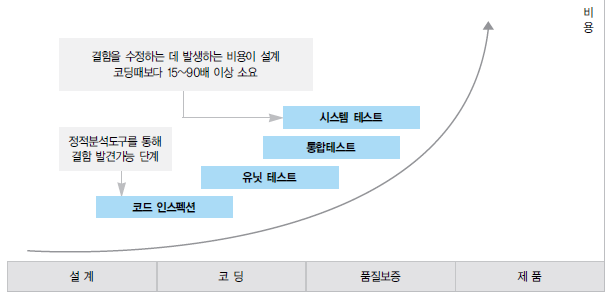 비
용
결함을 수정하는 데 발생하는 비용이 설계
코딩때보다 15~90배 이상 소요
시스템 테스트
정적분석도구를 통해
결함 발견가능 단계
통합테스트
유닛 테스트
코드 인스펙션
설 계
코 딩
품질보증
제 품